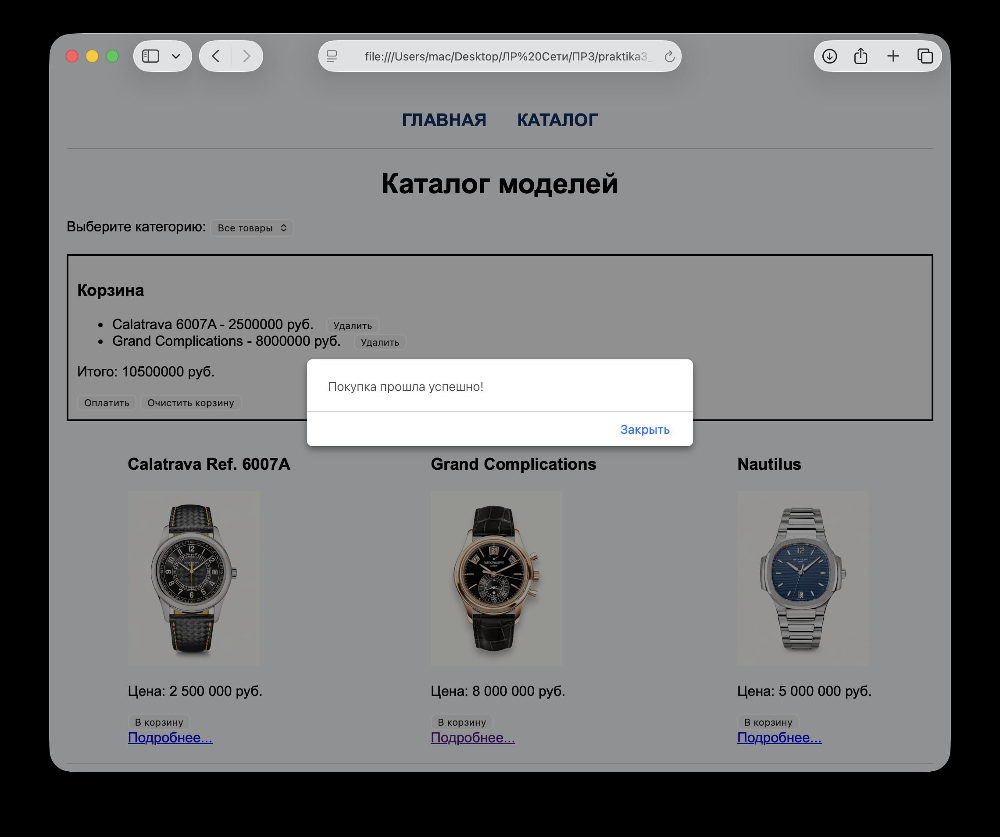 file:///Users/mac/Desktop/ЛР%20Сети/ПР3/praktika3_
ГЛАВНАЯ КАТАЛОГ
Каталог моделей
Выберите категорию: Все товары
Корзина
• Calatrava 6007A - 2500000 руб. Удалить
• Grand Complications - 8000000 руб. Удалить
Итого: 10500000 руб.
Оплатить Очистить корзину
Покупка прошла успешно!
Закрыть
Calatrava Ref. 6007A Grand Complications Nautilus
PATEK PHILIPPE
GENEVE
Цена: 2 500 000 руб. Цена: 8 000 000 руб. Цена: 5 000 000 руб.
В корзину В корзину В корзину
Подробнее... Подробнее... Подробнее...